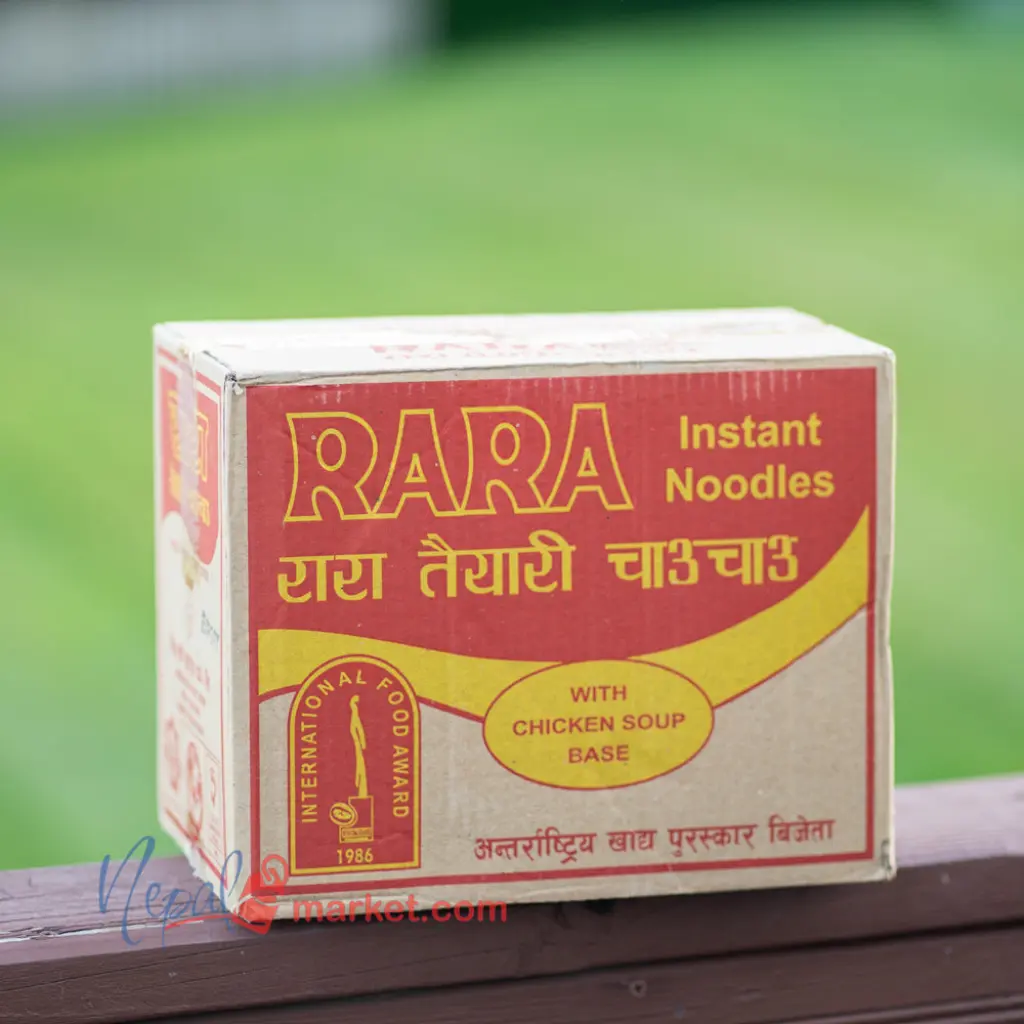 RARA
Instant
Noodles
रारा तैयारी चाउचाउ
INTERNATIONAL FOOD AWARD
1986
WITH
CHICKEN SOUP
BASE
अन्तर्राष्ट्रिय खाद्य पुरस्कार बिजेता
Nepal market.com